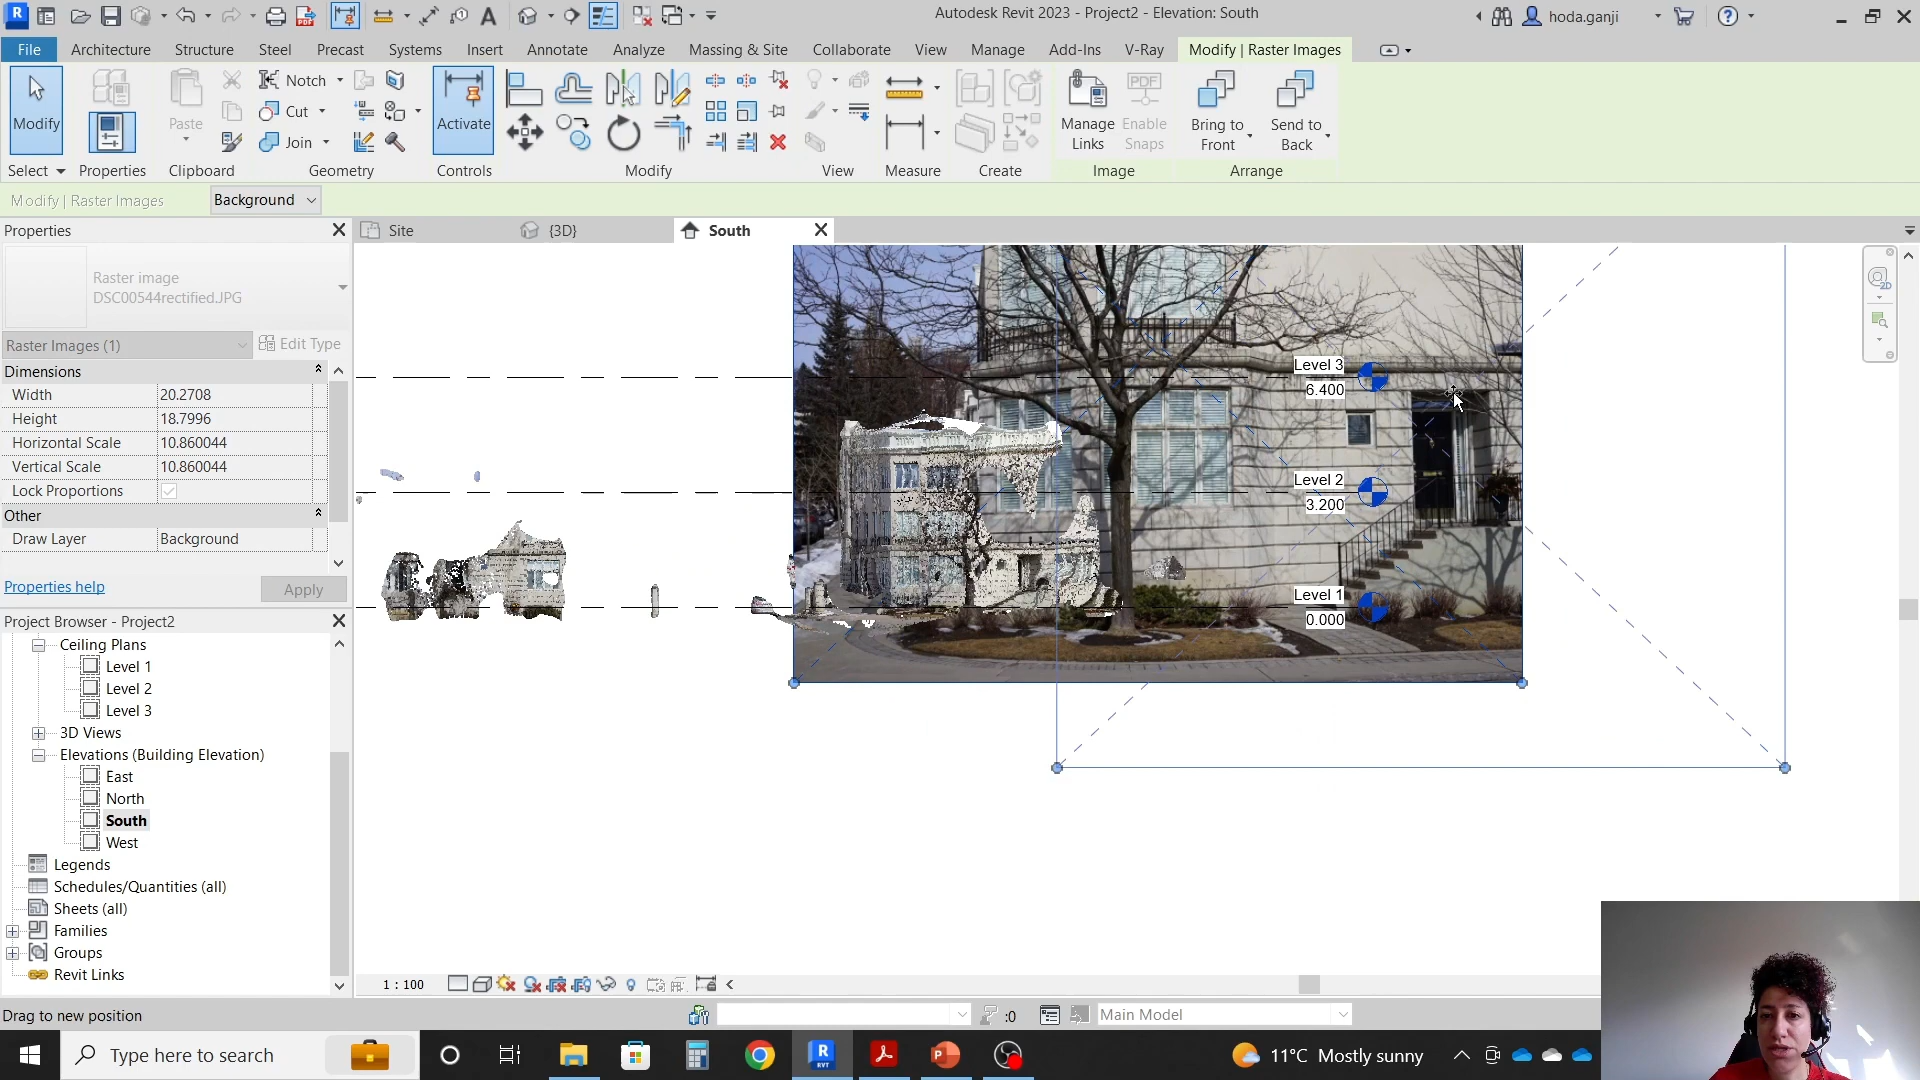 Autodesk Revit 2023 - Project2 - Elevation: South
hoda.ganji
File Architecture Structure Steel Precast Systems Insert Annotate Analyze Massing & Site Collaborate View Manage Add-Ins V-Ray Modify | Raster Images
Modify
Paste
Notch
Cut
Join
Activate
Manage Links
Enable Snaps
Bring to Front
Send to Back
Select Properties Clipboard Geometry Controls Modify View Measure Create Image Arrange
Modify | Raster Images Background
Properties
Site
{3D}
South
Raster image
DSC00544rectified.JPG
Raster Images (1) Edit Type
Dimensions
Width 20.2708
Height 18.7996
Horizontal Scale 10.860044
Vertical Scale 10.860044
Lock Proportions
Other
Draw Layer Background
Properties help Apply
Level 3
6.400
Level 2
3.200
Level 1
0.000
Project Browser - Project2
Ceiling Plans
Level 1
Level 2
Level 3
3D Views
Elevations (Building Elevation)
East
North
South
West
Legends
Schedules/Quantities (all)
Sheets (all)
Families
Groups
Revit Links
1 : 100
Drag to new position
:0
Main Model
Type here to search
11°C Mostly sunny